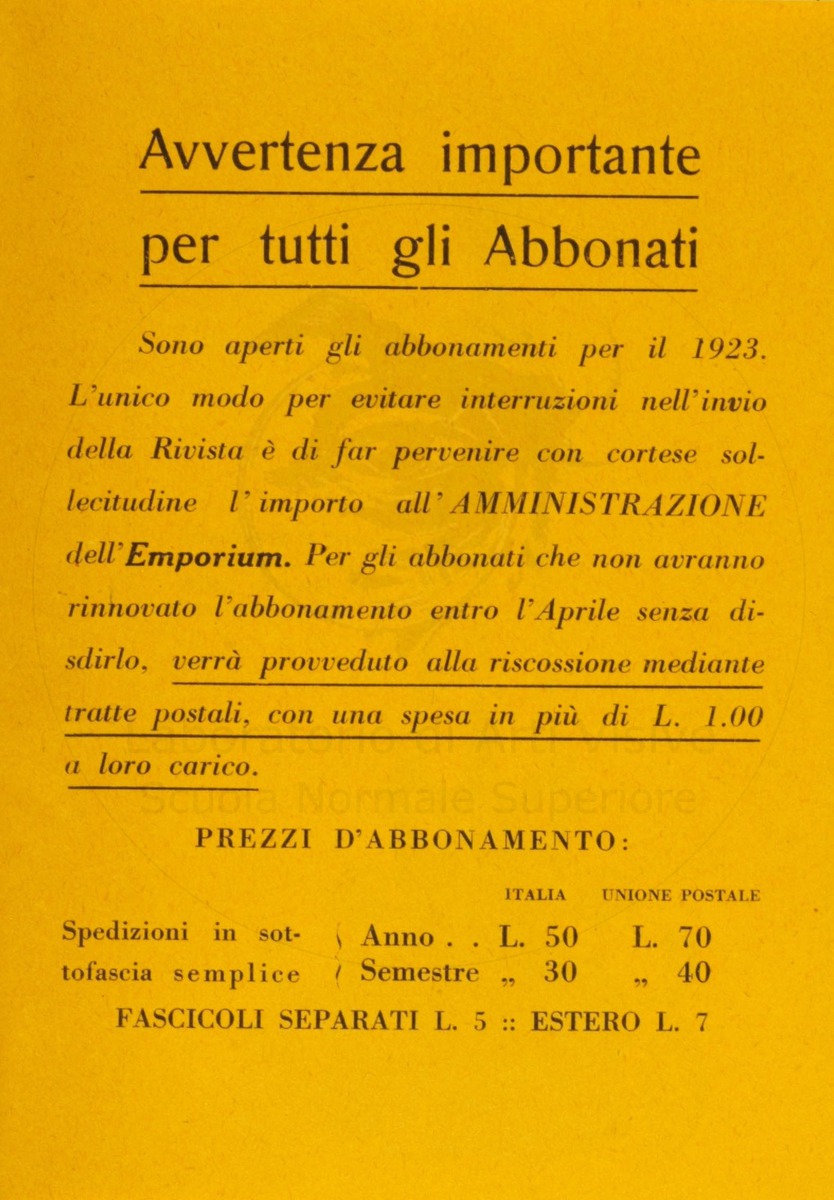 Avvertenza importante
per tutti gli Abbonati
Sono aperti gli abbonamenti per il 1923.
L'unico modo per evitare interruzioni nell'invio
della Rivista è di far pervenire con cortese sol-
lecitudine l'importo all'AMMINISTRAZIONE
dell'Emporium. Per gli abbonati che non avranno
rinnovato l'abbonamento entro l'Aprile senza di-
sdirlo, verrà provveduto alla riscossione mediante
tratte postali, con una spesa in più di L. 1.00
a loro carico.
Laboratorio di Arti Visive
Scuola Normale Superiore
PREZZI D'ABBONAMENTO:
ITALIA UNIONE POSTALE
Spedizioni in sot- Anno . . L. 50 L. 70
tofascia semplice Semestre „ 30 „ 40
FASCICOLI SEPARATI L. 5 :: ESTERO L. 7